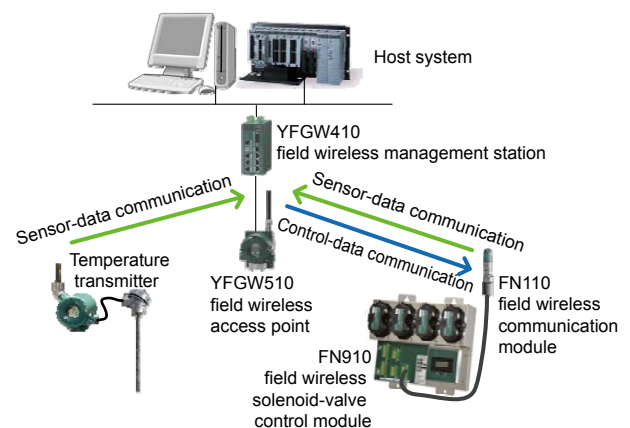 Host system
YFGW410
field wireless management station
Sensor-data communication
Sensor-data communication
Control-data communication
Temperature
transmitter
YFGW510
field wireless
access point
FN110
field wireless
communication
module
FN910
field wireless
solenoid-valve
control module